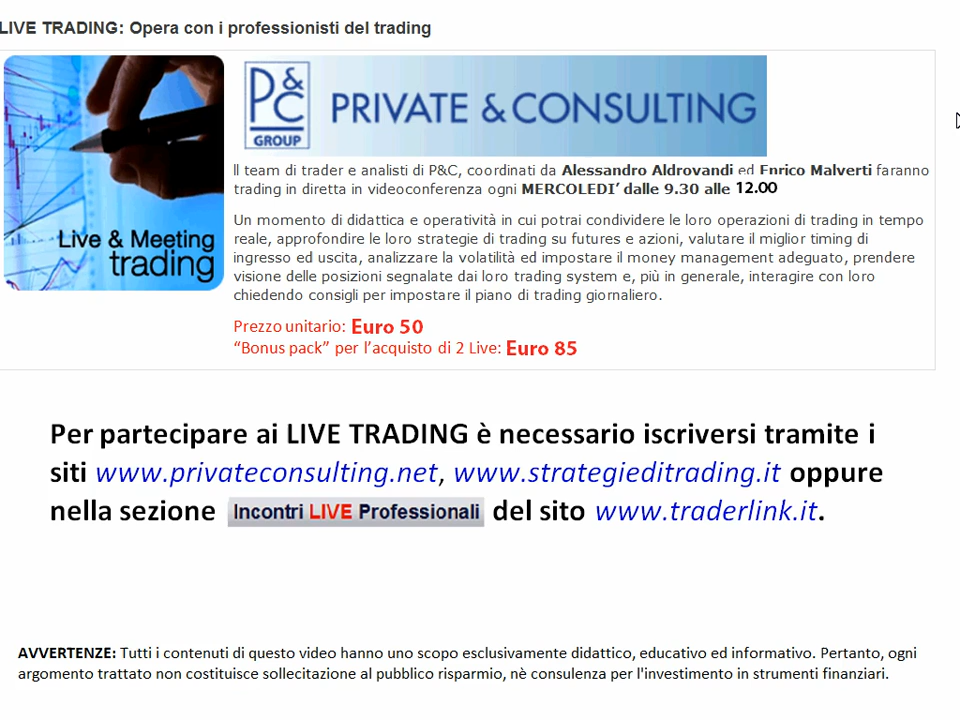 LIVE TRADING: Opera con i professionisti del trading
P&C
GROUP
PRIVATE & CONSULTING
Live & Meeting
trading
Il team di trader e analisti di P&C, coordinati da Alessandro Aldrovandi ed Enrico Malverti faranno
trading in diretta in videoconferenza ogni MERCOLEDI’ dalle 9.30 alle 12.00
Un momento di didattica e operatività in cui potrai condividere le loro operazioni di trading in tempo
reale, approfondire le loro strategie di trading su futures e azioni, valutare il miglior timing di
ingresso ed uscita, analizzare la volatilità ed impostare il money management adeguato, prendere
visione delle posizioni segnalate dai loro trading system e, più in generale, interagire con loro
chiedendo consigli per impostare il piano di trading giornaliero.
Prezzo unitario: Euro 50
“Bonus pack” per l’acquisto di 2 Live: Euro 85
Per partecipare ai LIVE TRADING è necessario iscriversi tramite i
siti www.privateconsulting.net, www.strategieditrading.it oppure
nella sezione Incontri LIVE Professionali del sito www.traderlink.it.
AVVERTENZE: Tutti i contenuti di questo video hanno uno scopo esclusivamente didattico, educativo ed informativo. Pertanto, ogni
argomento trattato non costituisce sollecitazione al pubblico risparmio, nè consulenza per l'investimento in strumenti finanziari.